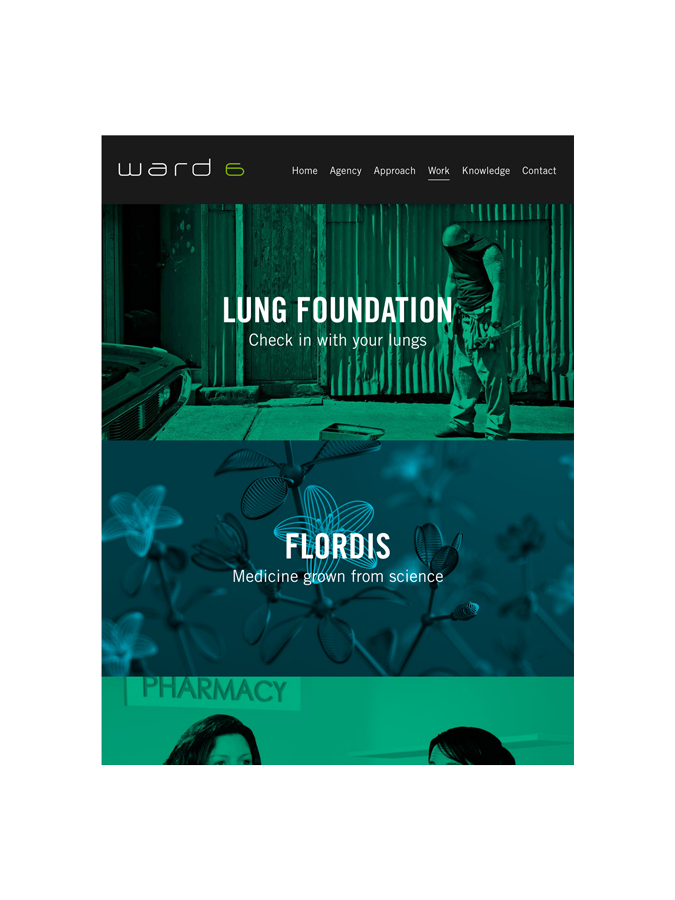 ward 6
Home Agency Approach Work Knowledge Contact
LUNG FOUNDATION
Check in with your lungs
FLORDIS
Medicine grown from science
PHARMACY